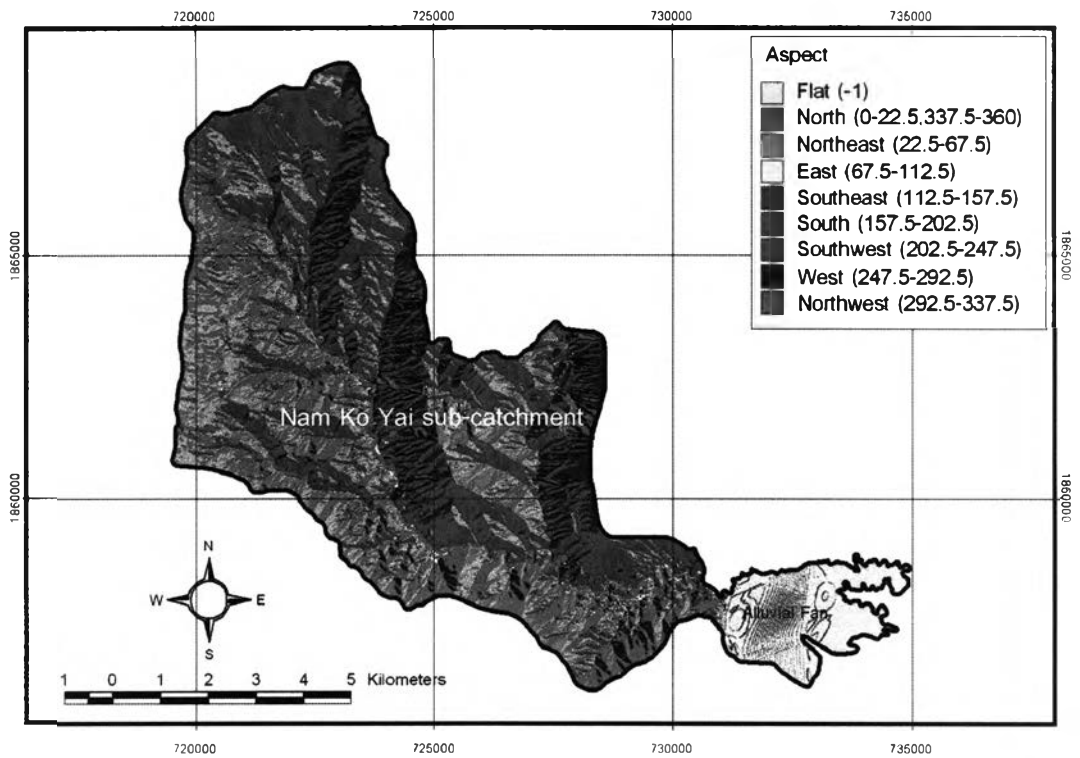 720000 725000 730000 735000
Aspect
Flat (-1)
North (0-22.5,337.5-360)
Northeast (22.5-67.5)
East (67.5-112.5)
Southeast (112.5-157.5)
South (157.5-202.5)
Southwest (202.5-247.5)
West (247.5-292.5)
Northwest (292.5-337.5)
1865000 1865000
Nam Ko Yai sub-catchment
1860000 1860000
N
W E
S
Alluvial Fan
1 0 1 2 3 4 5 Kilometers
720000 725000 730000 735000